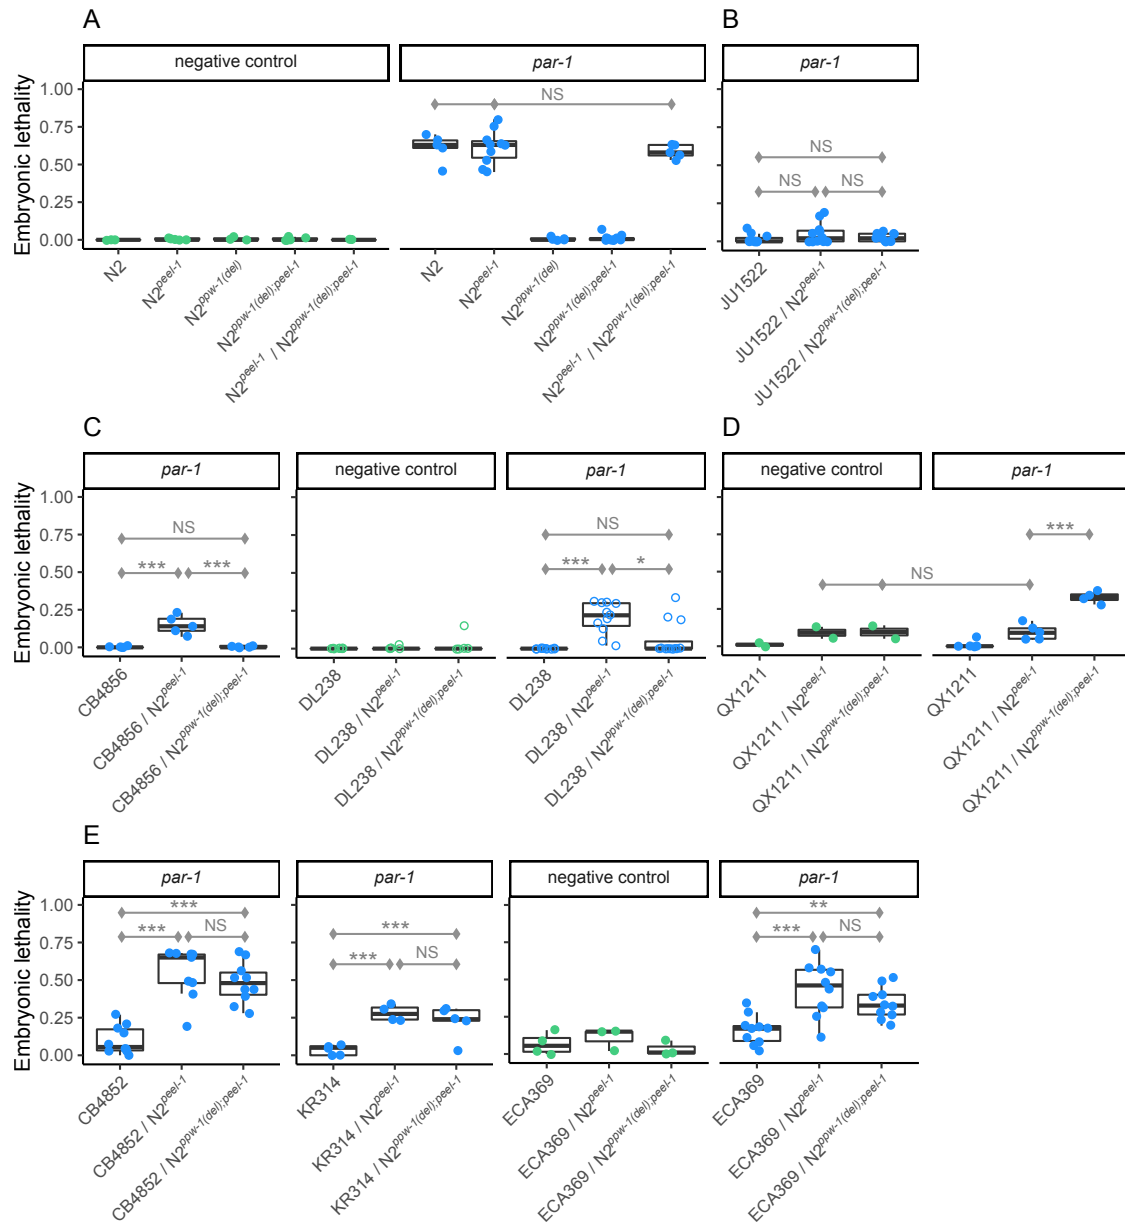 A
B
negative control
par-1
par-1
Embryonic lethality
1.00
0.75
0.50
0.25
0.00
NS
NS
NS
NS
N2
N2peel-1
N2ppw-1(del)
N2ppw-1(del);peel-1
N2peel-1 / N2ppw-1(del);peel-1
N2
N2peel-1
N2ppw-1(del)
N2ppw-1(del);peel-1
N2peel-1 / N2ppw-1(del);peel-1
JU1522
JU1522 / N2peel-1
JU1522 / N2ppw-1(del);peel-1
C
D
par-1
negative control
par-1
negative control
par-1
Embryonic lethality
1.00
0.75
0.50
0.25
0.00
NS
*** ***
NS
*** *
NS
***
CB4856
CB4856 / N2peel-1
CB4856 / N2ppw-1(del);peel-1
DL238
DL238 / N2peel-1
DL238 / N2ppw-1(del);peel-1
DL238
DL238 / N2peel-1
DL238 / N2ppw-1(del);peel-1
QX1211
QX1211 / N2peel-1
QX1211 / N2ppw-1(del);peel-1
QX1211
QX1211 / N2peel-1
QX1211 / N2ppw-1(del);peel-1
E
par-1
par-1
negative control
par-1
Embryonic lethality
1.00
0.75
0.50
0.25
0.00
***
*** NS
***
*** NS
**
*** NS
CB4852
CB4852 / N2peel-1
CB4852 / N2ppw-1(del);peel-1
KR314
KR314 / N2peel-1
KR314 / N2ppw-1(del);peel-1
ECA369
ECA369 / N2peel-1
ECA369 / N2ppw-1(del);peel-1
ECA369
ECA369 / N2peel-1
ECA369 / N2ppw-1(del);peel-1